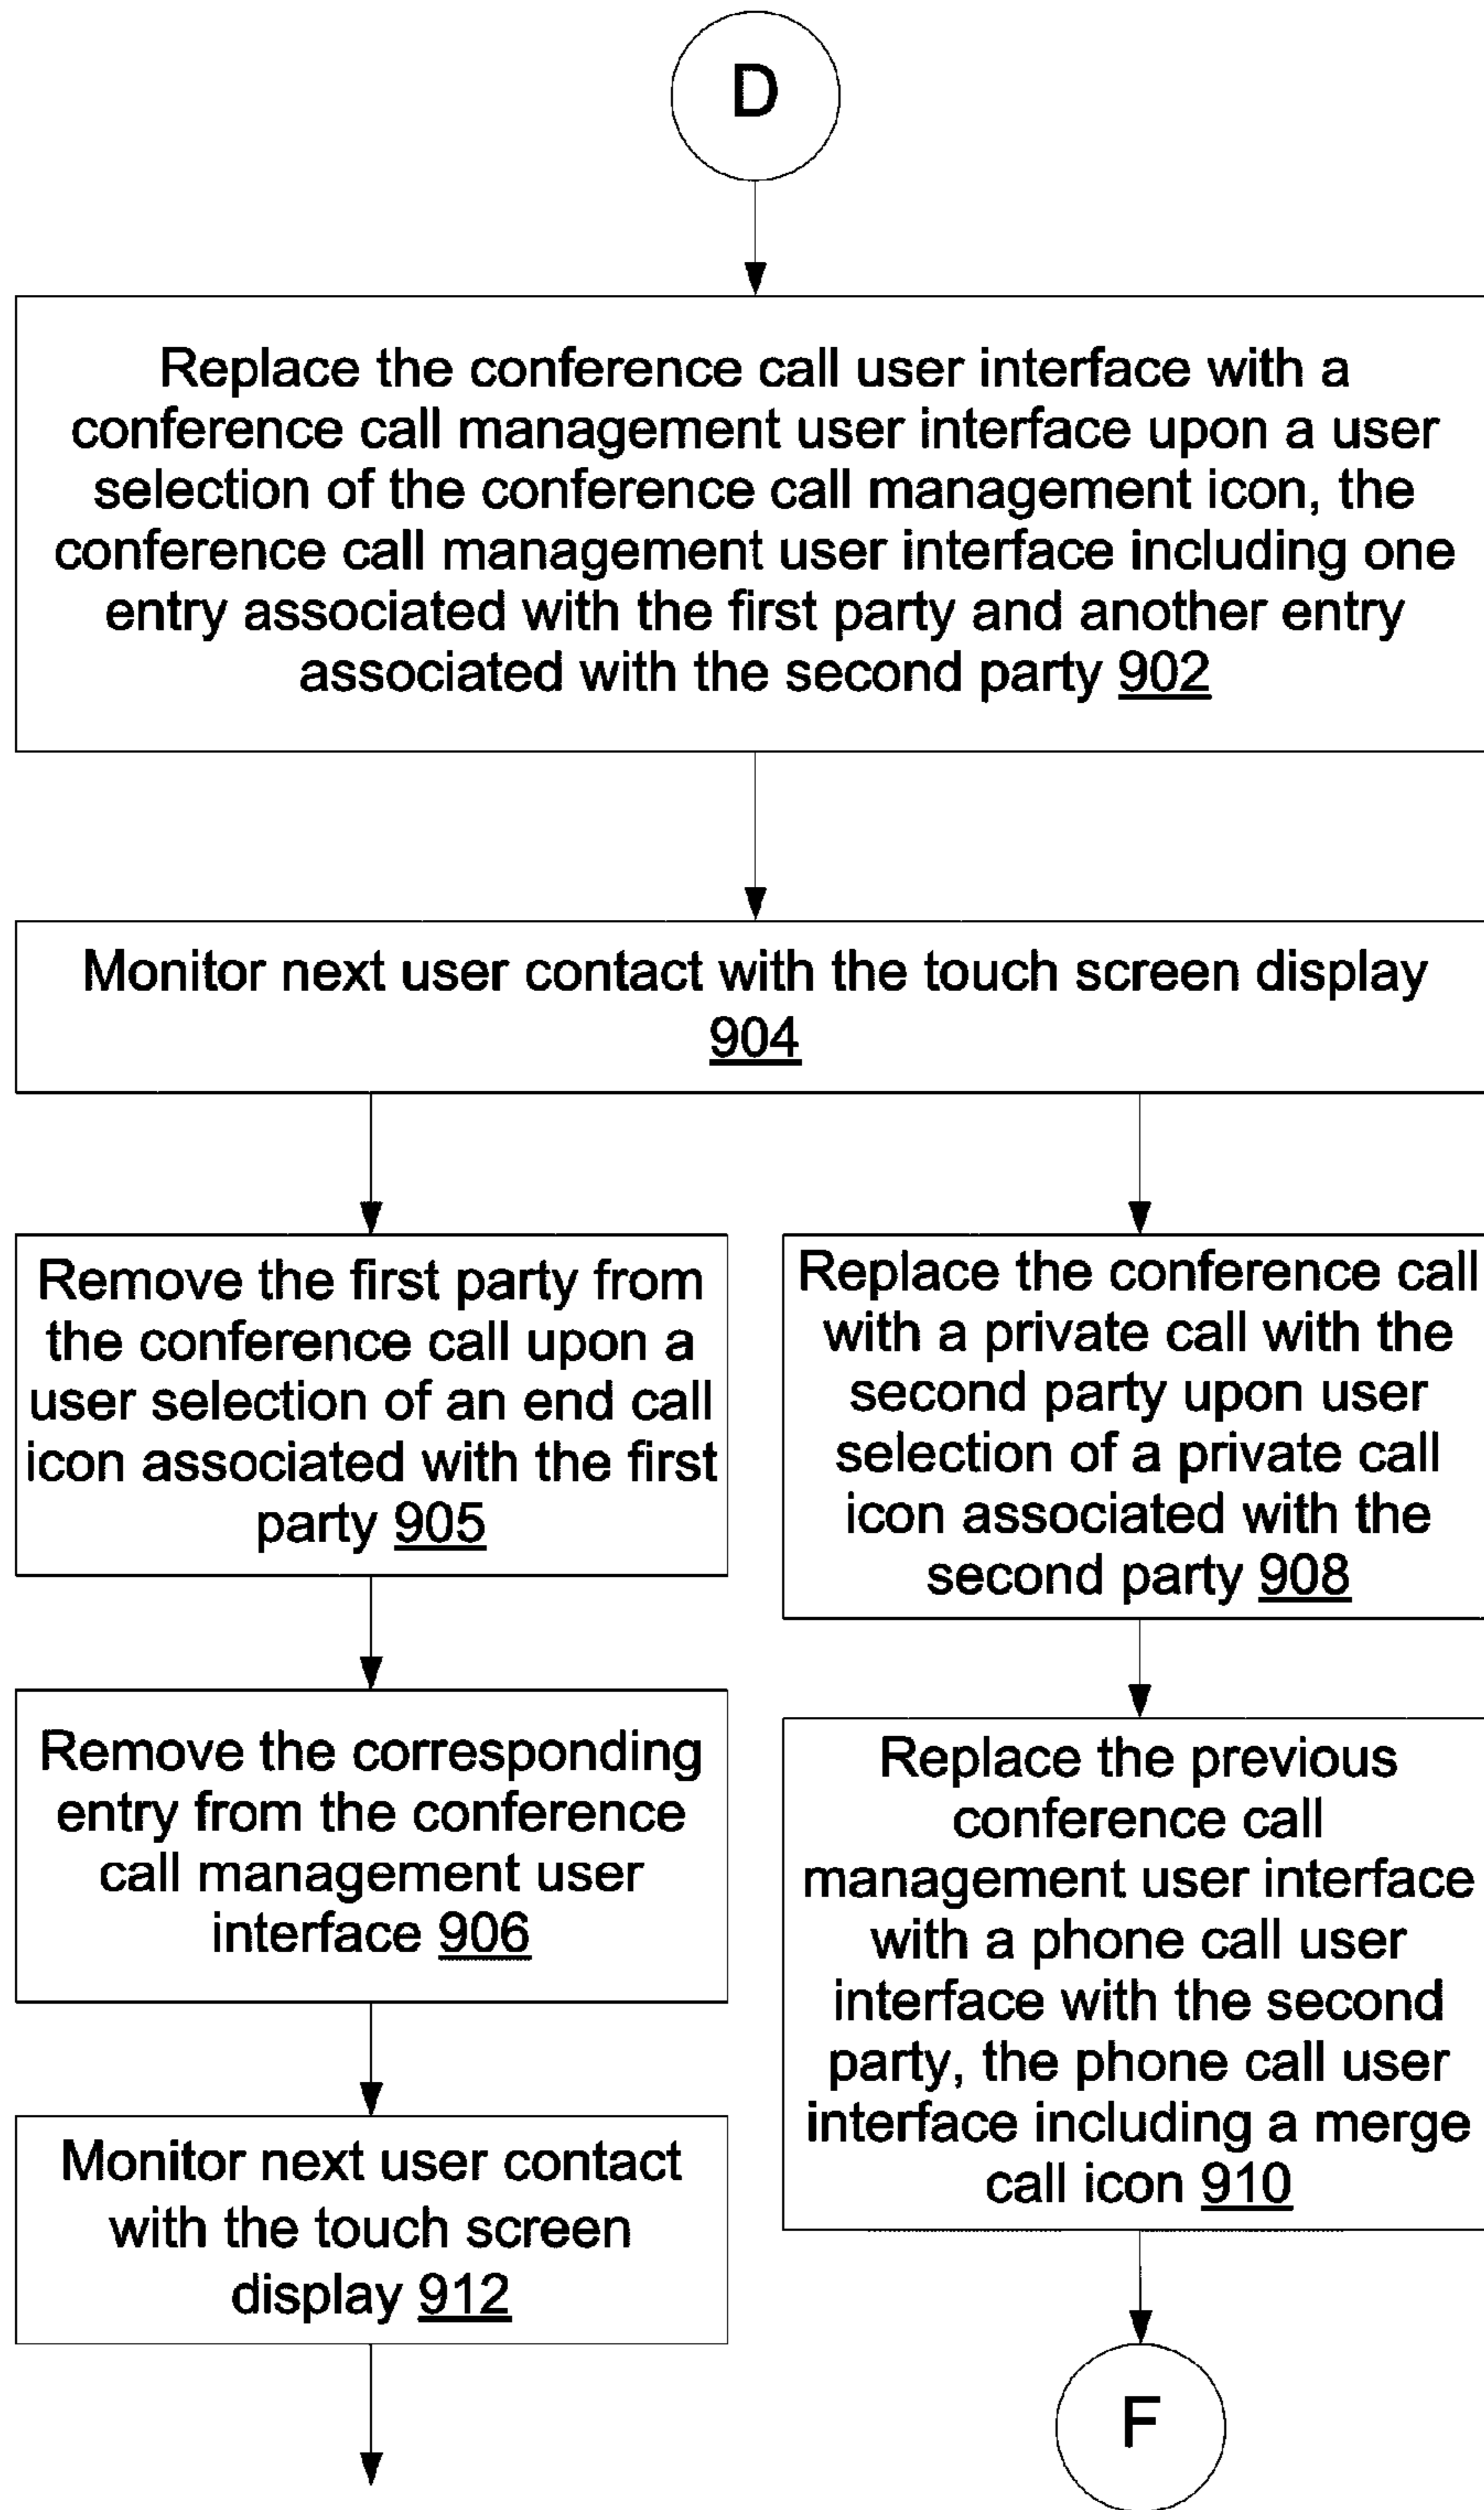 D
Replace the conference call user interface with a
conference call management user interface upon a user
selection of the conference call management icon, the
conference call management user interface including one
entry associated with the first party and another entry
associated with the second party 902
Monitor next user contact with the touch screen display
904
Remove the first party from
the conference call upon a
user selection of an end call
icon associated with the first
party 905
Remove the corresponding
entry from the conference
call management user
interface 906
Monitor next user contact
with the touch screen
display 912
Replace the conference call
with a private call with the
second party upon user
selection of a private call
icon associated with the
second party 908
Replace the previous
conference call
management user interface
with a phone call user
interface with the second
party, the phone call user
interface including a merge
call icon 910
F